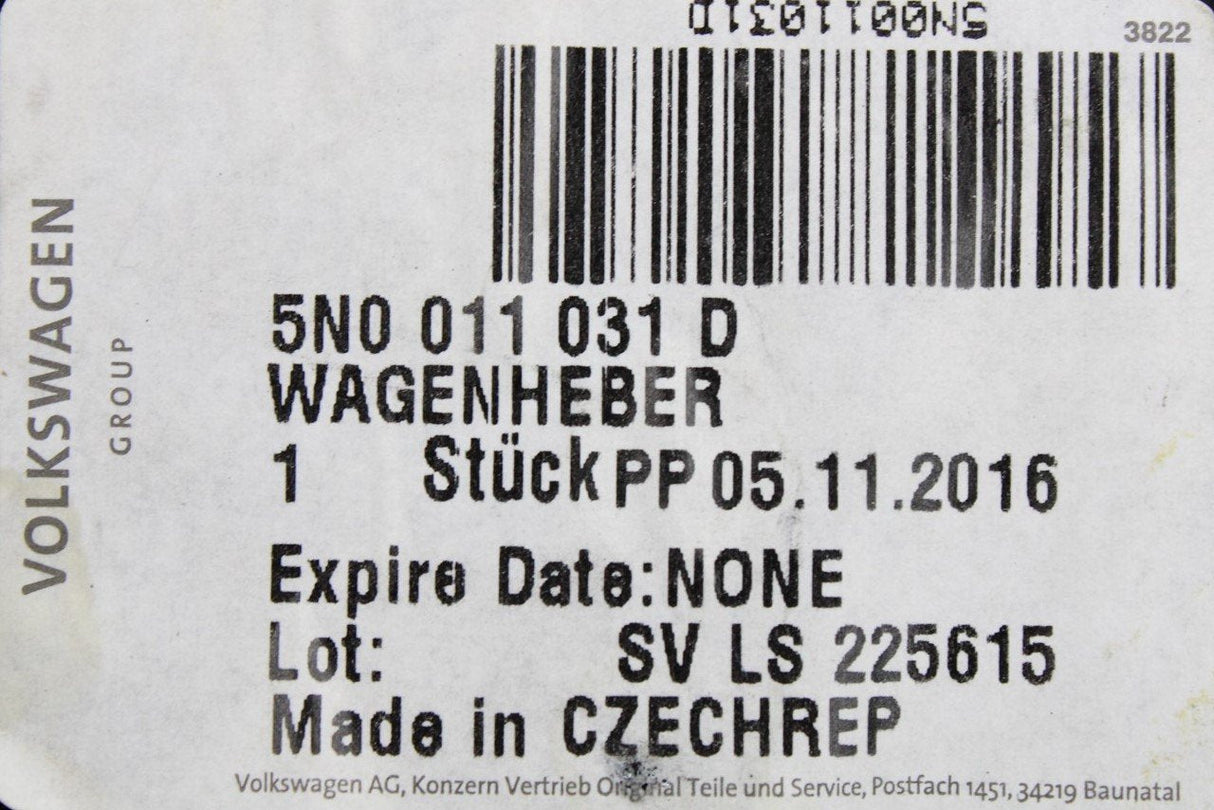 5N0011031D
3822
VOLKSWAGEN
GROUP
5N0 011 031 D
WAGENHEBER
1 Stück PP 05.11.2016
Expire Date: NONE
Lot: SV LS 225615
Made in CZECHREP
Volkswagen AG, Konzern Vertrieb Original Teile und Service, Postfach 1451, 34219 Baunatal